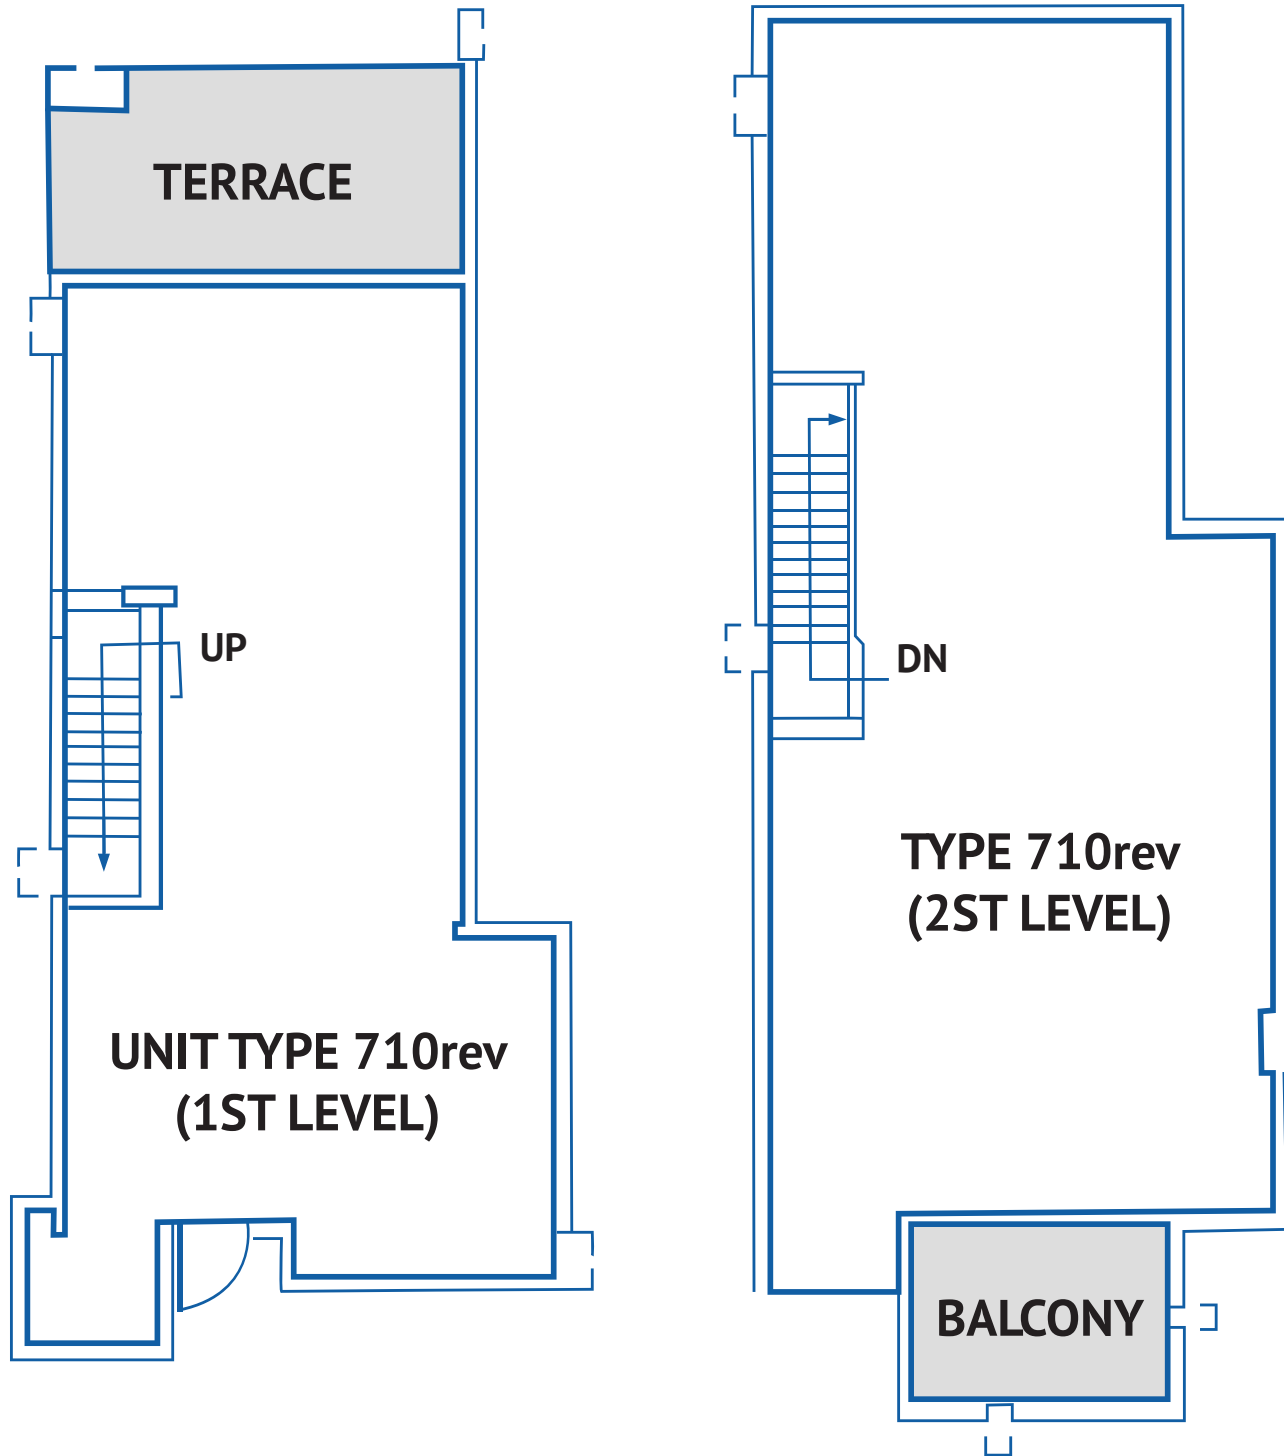 TERRACE
UP
UNIT TYPE 710rev
(1ST LEVEL)
DN
TYPE 710rev
(2ST LEVEL)
BALCONY